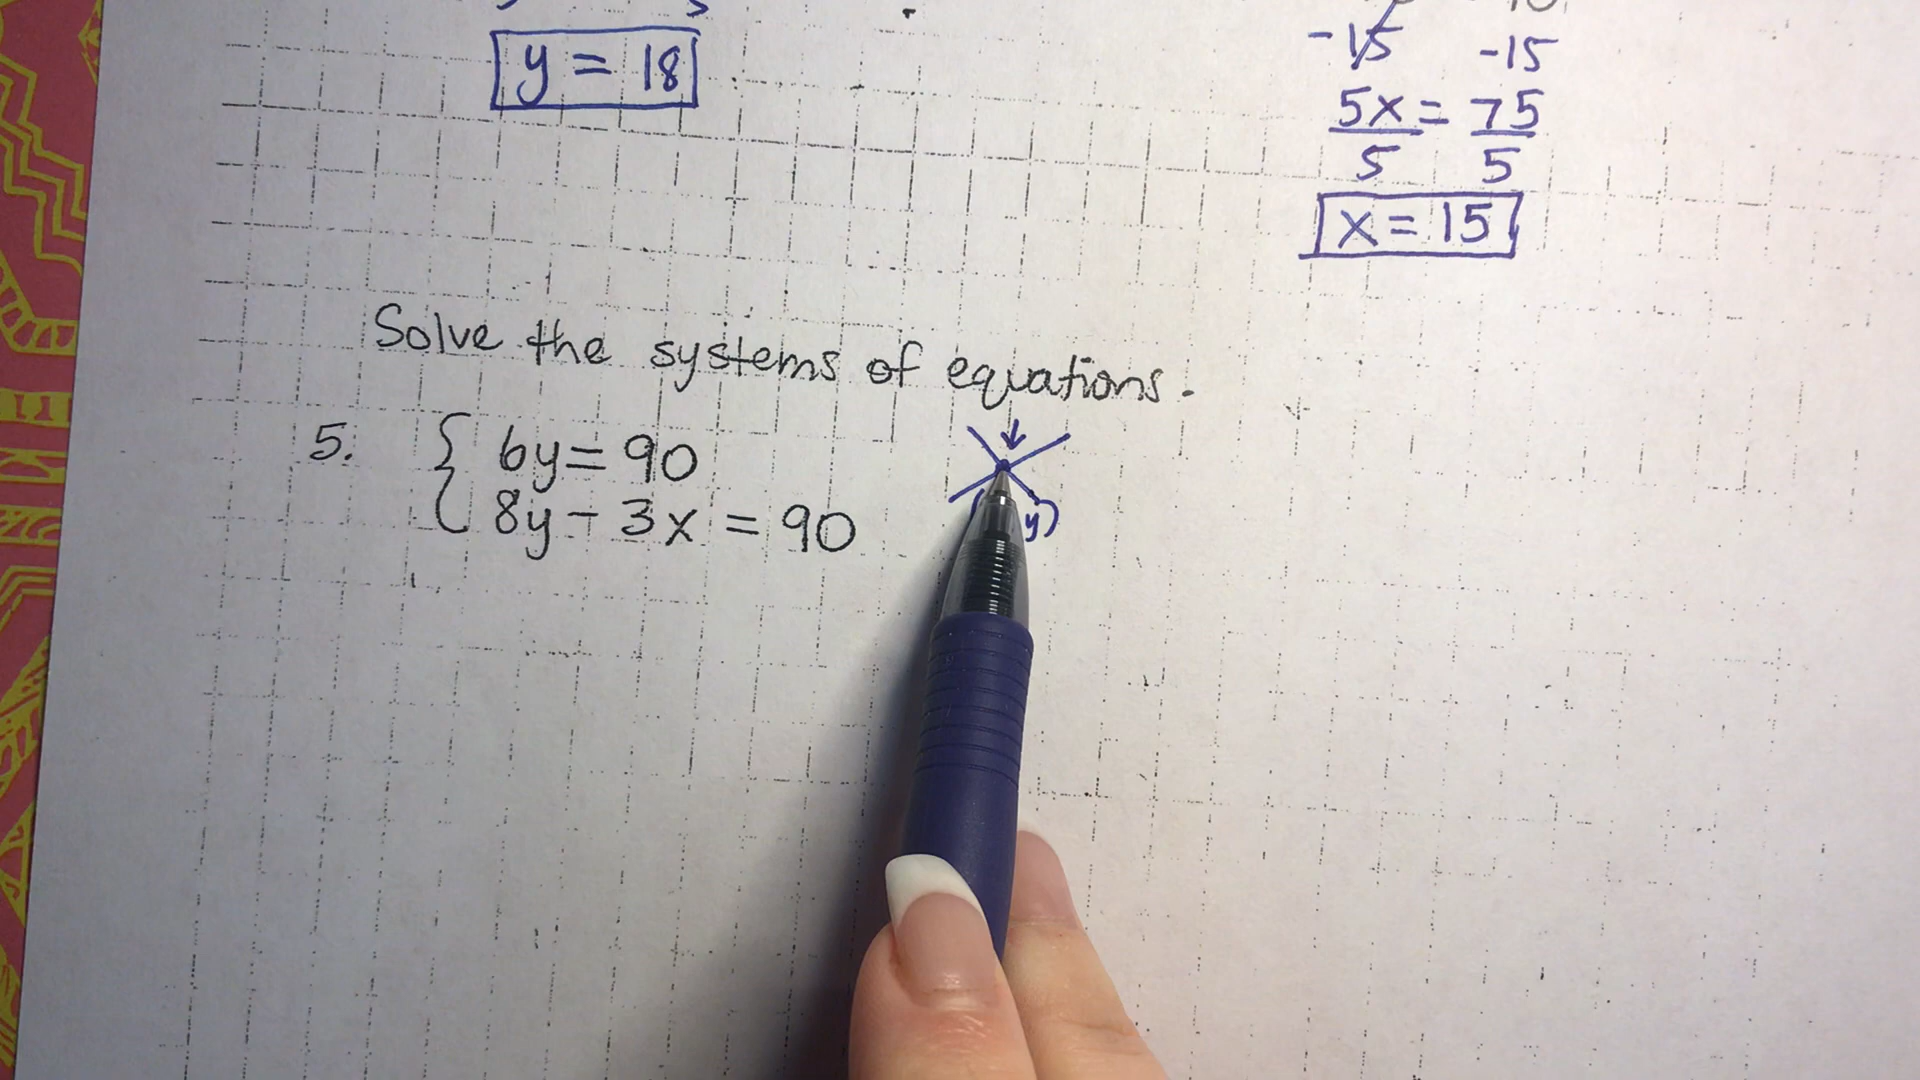 y = 18
-15 -15
5x = 75
5 5
x = 15
Solve the systems of equations.
5. { 6y = 90
8y - 3x = 90
y)